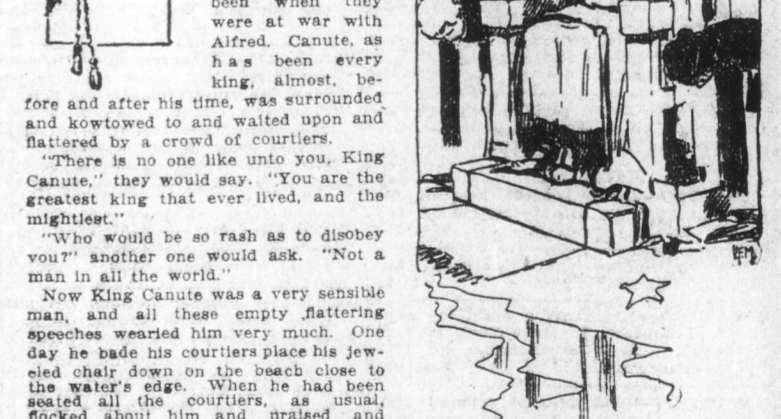 been when they
were at war with
Alfred. Canute, as
has been every
king, almost, be-
fore and after his time, was surrounded
and kowtowed to and waited upon and
flattered by a crowd of courtiers.
"There is no one like unto you, King
Canute," they would say. "You are the
greatest king that ever lived, and the
mightiest."
"Who would be so rash as to disobey
you?" another one would ask. "Not a
man in all the world."
Now King Canute was a very sensible
man, and all these empty flattering
speeches wearied him very much. One
day he bade his courtiers place his jew-
eled chair down on the beach close to
the water's edge. When he had been
seated all the courtiers, as usual,
flocked about him and praised and